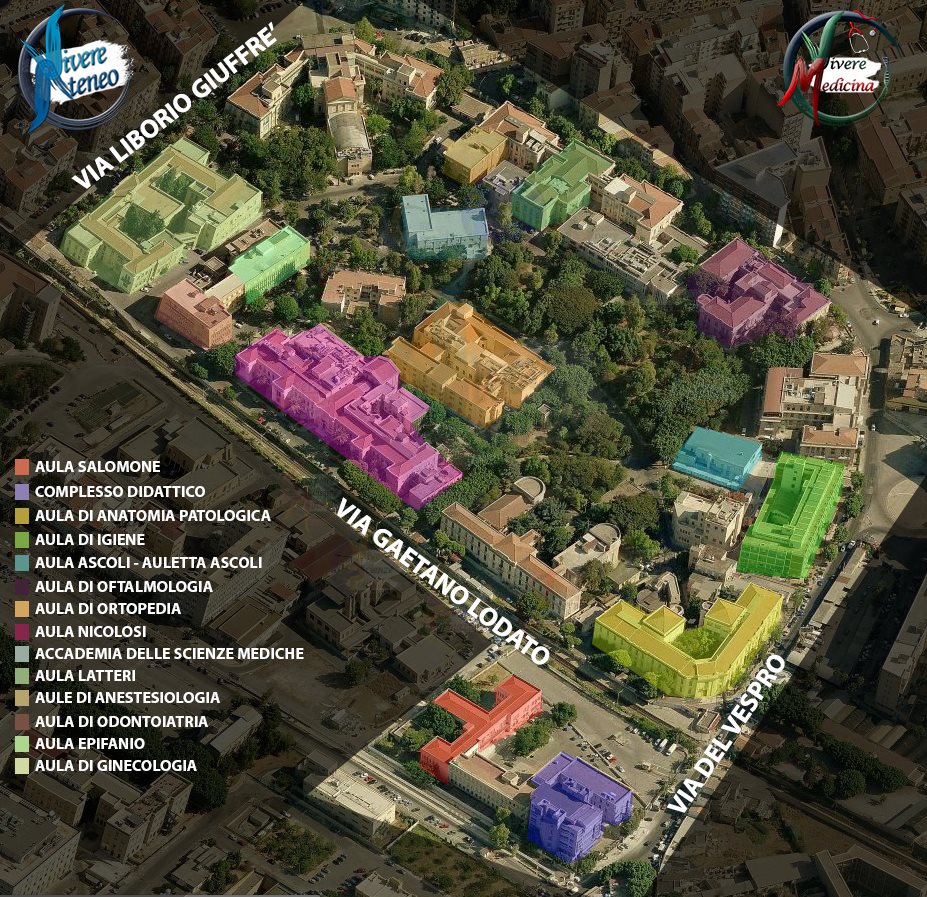 Vivere
Ateneo
Vivere
Medicina
VIA LIBORIO GIUFFRE'
AULA SALOMONE
COMPLESSO DIDATTICO
AULA DI ANATOMIA PATOLOGICA
AULA DI IGIENE
AULA ASCOLI - AULETTA ASCOLI
AULA DI OFTALMOLOGIA
AULA DI ORTOPEDIA
AULA NICOLOSI
ACCADEMIA DELLE SCIENZE MEDICHE
AULA LATTERI
AULE DI ANESTESIOLOGIA
AULA DI ODONTOIATRIA
AULA EPIFANIO
AULA DI GINECOLOGIA
VIA GAETANO LODATO
VIA DEL VESPRO